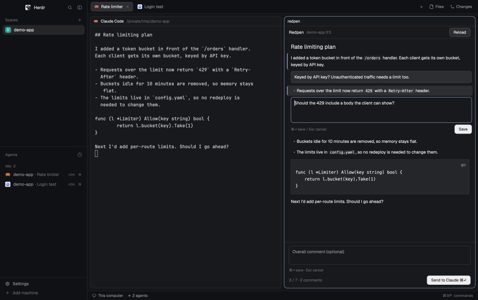 Herdr
Rate limiter
Login test
Files
Changes
Spaces
demo-app
Claude Code
## Rate limiting plan
I added a token bucket in front of the `/orders` handler.
Each client gets its own bucket, keyed by API key.
- Requests over the limit now return `429` with a `Retry-
After` header.
- Buckets idle for 10 minutes are removed, so memory stays
flat.
- The limits live in `config.yaml`, so no redeploy is
needed to change them.
func (l *Limiter) Allow(key string) bool {
return l.bucket(key).Take(1)
}
Next I'd add per-route limits. Should I go ahead?
redpen
Redpen
Reload
Rate limiting plan
I added a token bucket in front of the /orders handler. Each client gets its own bucket,
keyed by API key.
Keyed by API key? Unauthenticated traffic needs a limit too.
Requests over the limit now return 429 with a Retry-After header.
Should the 429 include a body the client can show?
save / Esc cancel
Save
Buckets idle for 10 minutes are removed, so memory stays flat.
The limits live in config.yaml, so no redeploy is needed to change them.
func (l *Limiter) Allow(key string) bool {
return l.bucket(key).Take(1)
}
Next I'd add per-route limits. Should I go ahead?
Overall comment (optional)
save · Esc cancel
2 comments
Send to Claude
Agents
demo-app · Rate limiter
demo-app · Login test
Settings
Add machine
This computer
2 agents
commands